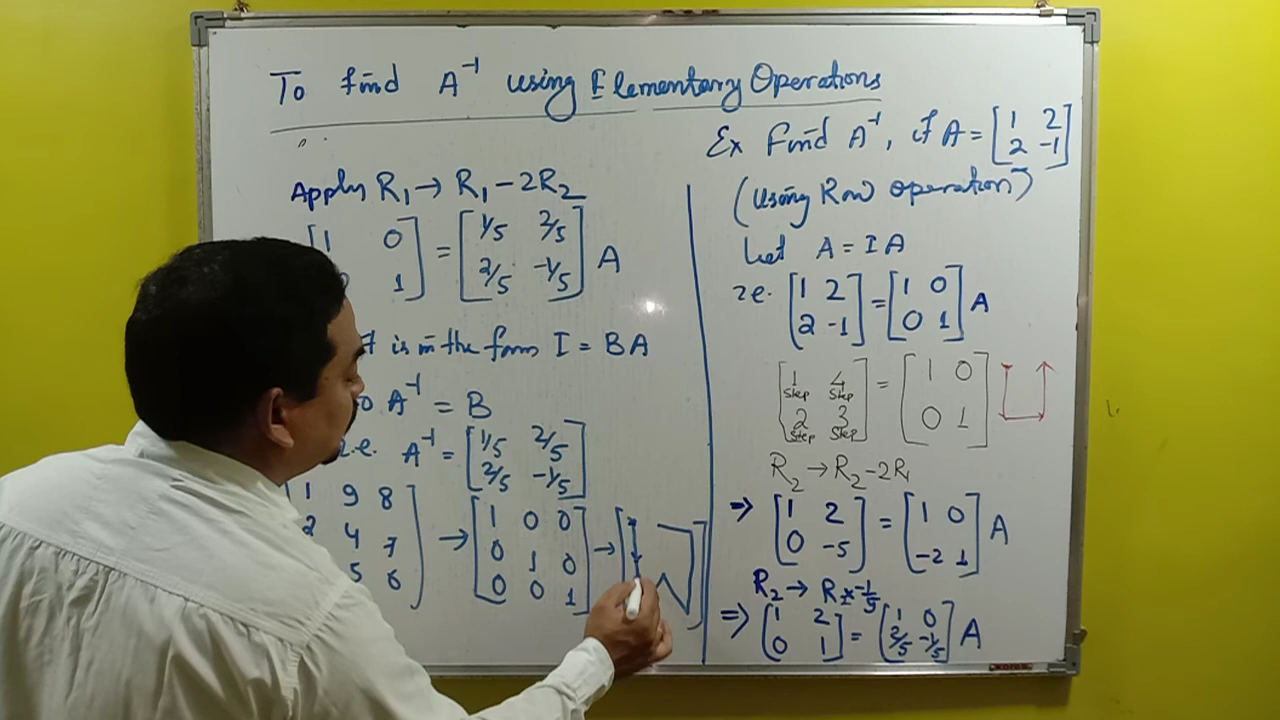 To find A⁻¹ using Elementary Operations
Ex Find A⁻¹, if A = [1 2
2 -1]
(Using Row operation)
Let A = I A
i.e. [1 2
2 -1] = [1 0
0 1] A
[1 step 4 step
2 step 3 step] = [1 0
0 1]
R₂ → R₂ - 2R₁
⇒ [1 2
0 -5] = [1 0
-2 1] A
R₂ → R₂ × -1/5
⇒ [1 2
0 1] = [1 0
2/5 -1/5] A
Apply R₁ → R₁ - 2R₂
[1 0
1] = [1/5 2/5
2/5 -1/5] A
is in the form I = BA
A⁻¹ = B
i.e. A⁻¹ = [1/5 2/5
2/5 -1/5]
1 9 8
2 4 7
5 6] → [1 0 0
0 1 0
0 0 1] → [ ]
KOROS